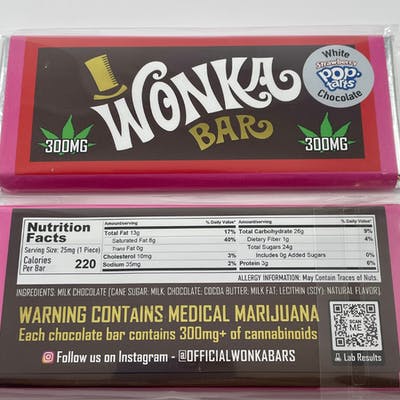 White
Strawberry
POP•
tarts
Chocolate
WONKA
BAR
300MG
300MG
Nutrition
Facts
Serving Size: 25mg (1 Piece)
Calories
Per Bar
220
Amount/serving % Daily Value*
Total Fat 13g 17%
Saturated Fat 8g 40%
Trans Fat 0g
Cholesterol 10mg 3%
Sodium 35mg 2%
Amount/serving % Daily Value*
Total Carbohydrate 26g 9%
Dietary Fiber 1g 4%
Total Sugars 24g
Includes 0g Added Sugars 0%
Protein 3g 6%
ALLERGY INFORMATION: May Contain Traces of Nuts.
INGREDIENTS: MILK CHOCOLATE [CANE SUGAR; MILK, CHOCOLATE; COCOA BUTTER; MILK FAT; LECITHIN (SOY); NATURAL FLAVOR].
WARNING CONTAINS MEDICAL MARIJUANA
Each chocolate bar contains 300mg+ of cannabinoids
Follow us on Instagram - @OFFICIALWONKABARS
SCAN
ME
Lab Results